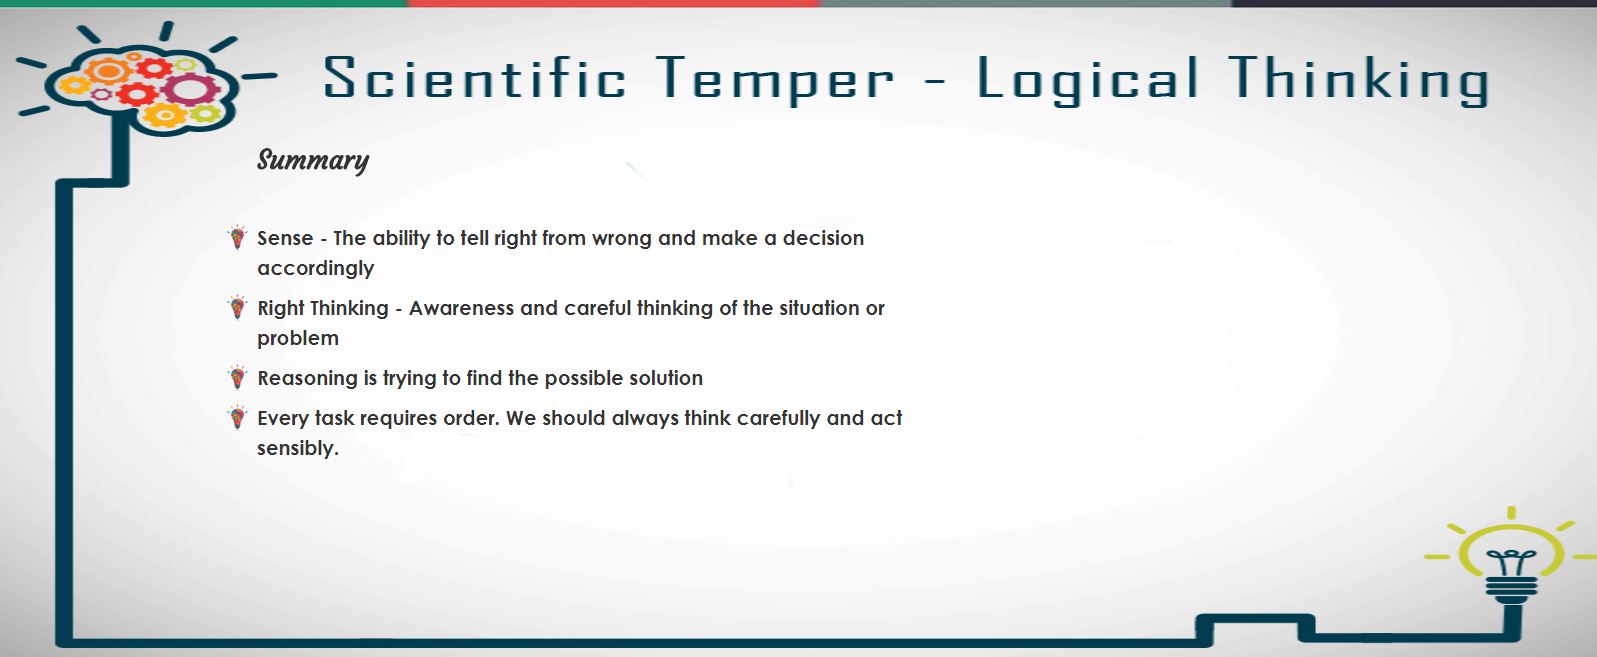 Scientific Temper - Logical Thinking
Summary
Sense - The ability to tell right from wrong and make a decision
accordingly
Right Thinking - Awareness and careful thinking of the situation or
problem
Reasoning is trying to find the possible solution
Every task requires order. We should always think carefully and act
sensibly.